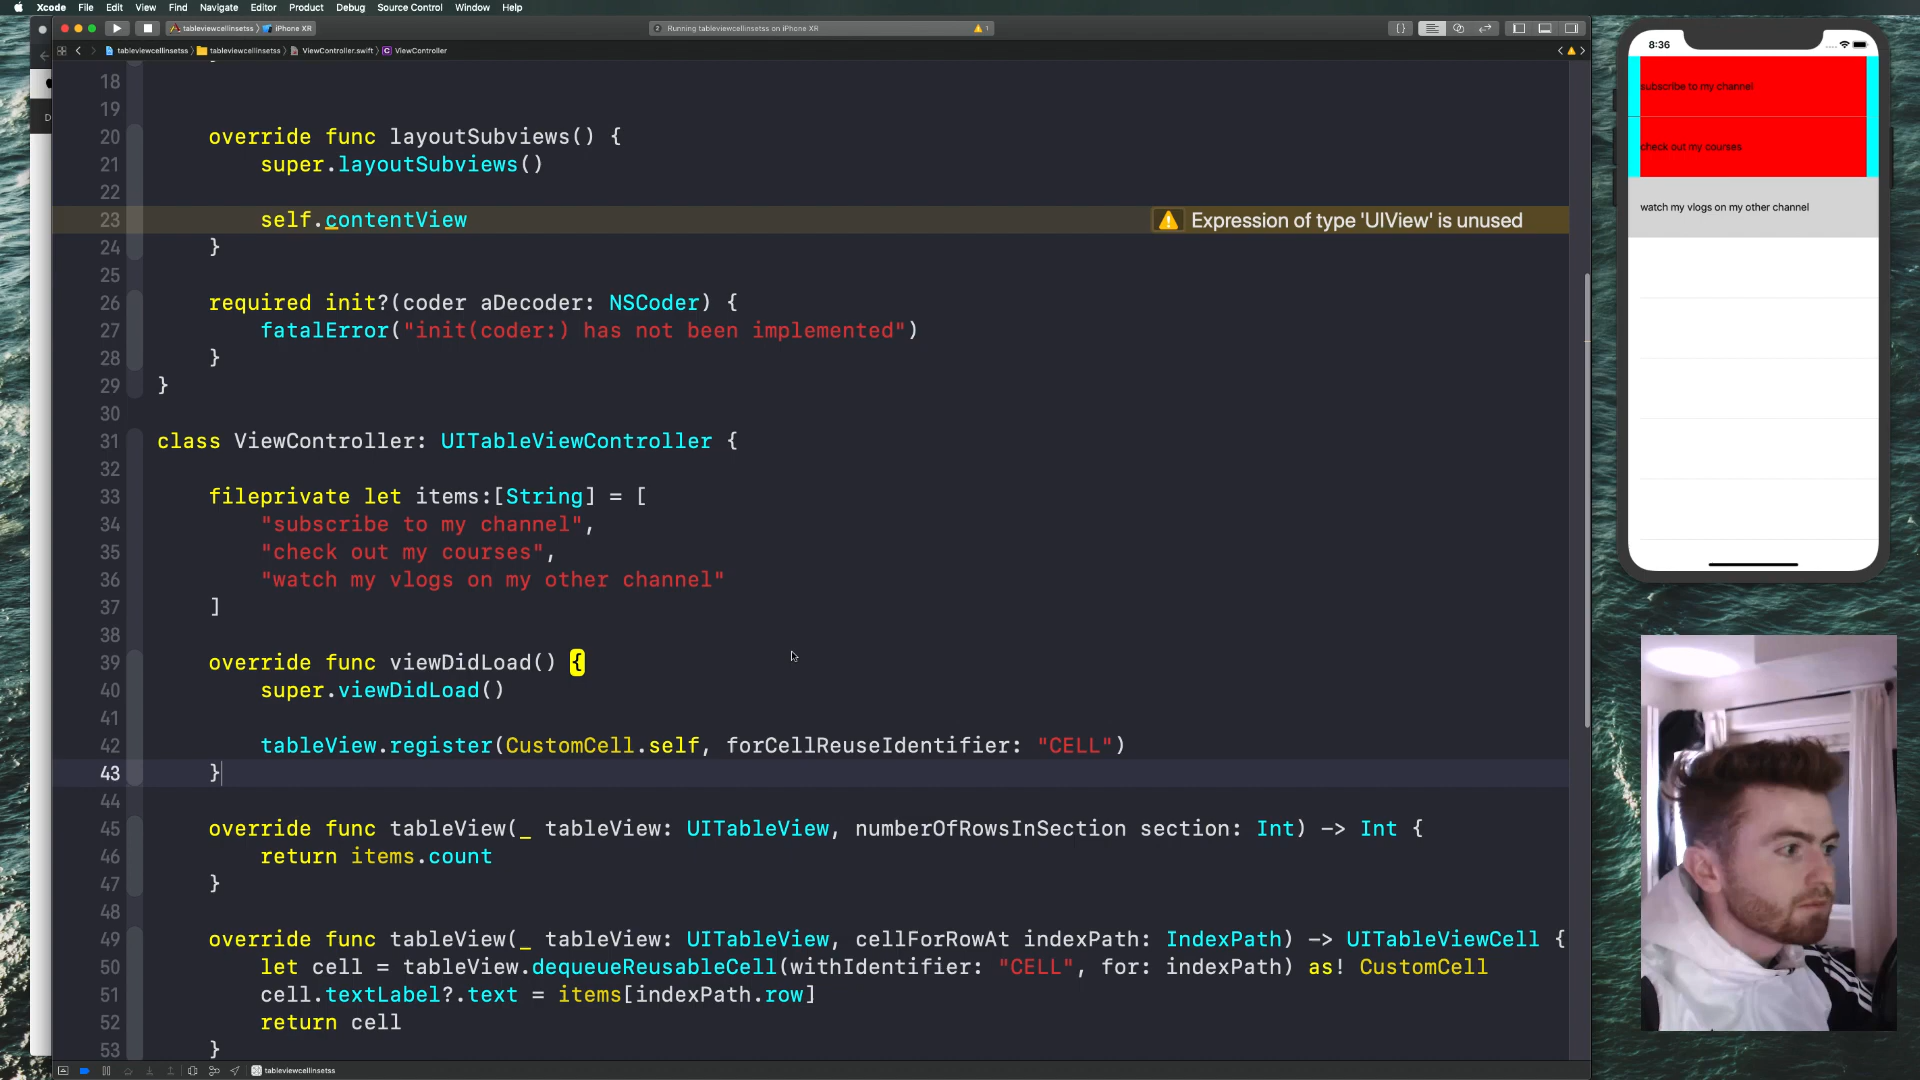 Xcode File Edit View Find Navigate Editor Product Debug Source Control Window Help
tableviewcellinsetss iPhone XR
Running tableviewcellinsetss on iPhone XR
1
tableviewcellinsetss tableviewcellinsetss ViewController.swift C ViewController
18
19
20 override func layoutSubviews() {
21 super.layoutSubviews()
22
23 self.contentView
Expression of type 'UIView' is unused
24 }
25
26 required init?(coder aDecoder: NSCoder) {
27 fatalError("init(coder:) has not been implemented")
28 }
29 }
30
31 class ViewController: UITableViewController {
32
33 fileprivate let items:[String] = [
34 "subscribe to my channel",
35 "check out my courses",
36 "watch my vlogs on my other channel"
37 ]
38
39 override func viewDidLoad() {
40 super.viewDidLoad()
41
42 tableView.register(CustomCell.self, forCellReuseIdentifier: "CELL")
43 }
44
45 override func tableView(_ tableView: UITableView, numberOfRowsInSection section: Int) -> Int {
46 return items.count
47 }
48
49 override func tableView(_ tableView: UITableView, cellForRowAt indexPath: IndexPath) -> UITableViewCell {
50 let cell = tableView.dequeueReusableCell(withIdentifier: "CELL", for: indexPath) as! CustomCell
51 cell.textLabel?.text = items[indexPath.row]
52 return cell
53 }
tableviewcellinsetss
8:36
subscribe to my channel
check out my courses
watch my vlogs on my other channel